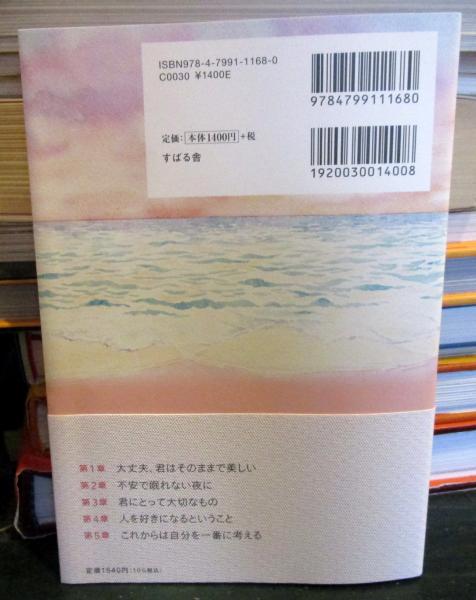 ISBN978-4-7991-1168-0
C0030 ¥1400E
9784799111680
定価：本体1400円＋税
すばる舎
1920030014008
第1章 大丈夫、君はそのままで美しい
第2章 不安で眠れない夜に
第3章 君にとって大切なもの
第4章 人を好きになるということ
第5章 これからは自分を一番に考える
定価1540円(10%税込)